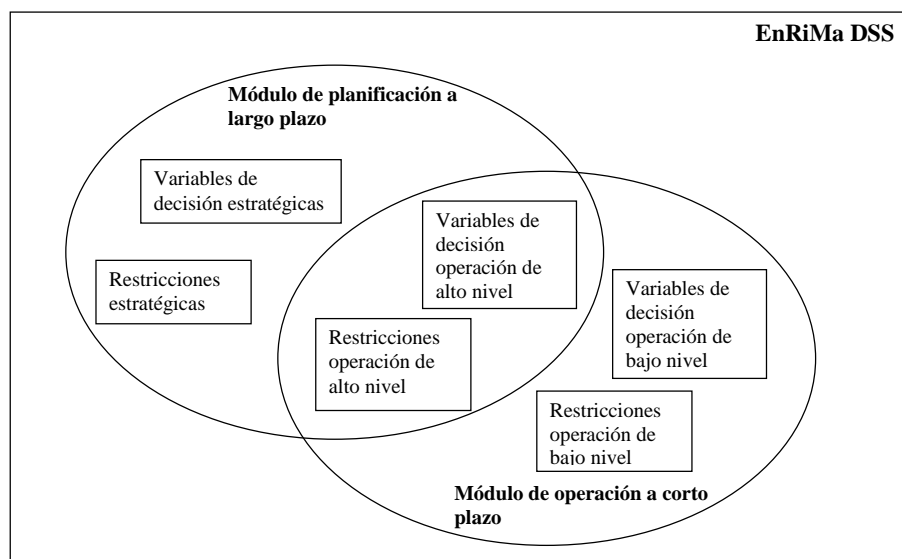 EnRiMa DSS
Módulo de planificación a
largo plazo
Variables de
decisión estratégicas
Variables de
decisión
operación de
alto nivel
Restricciones
estratégicas
Variables de
decisión
operación de
bajo nivel
Restricciones
operación de
alto nivel
Restricciones
operación de
bajo nivel
Módulo de operación a corto
plazo